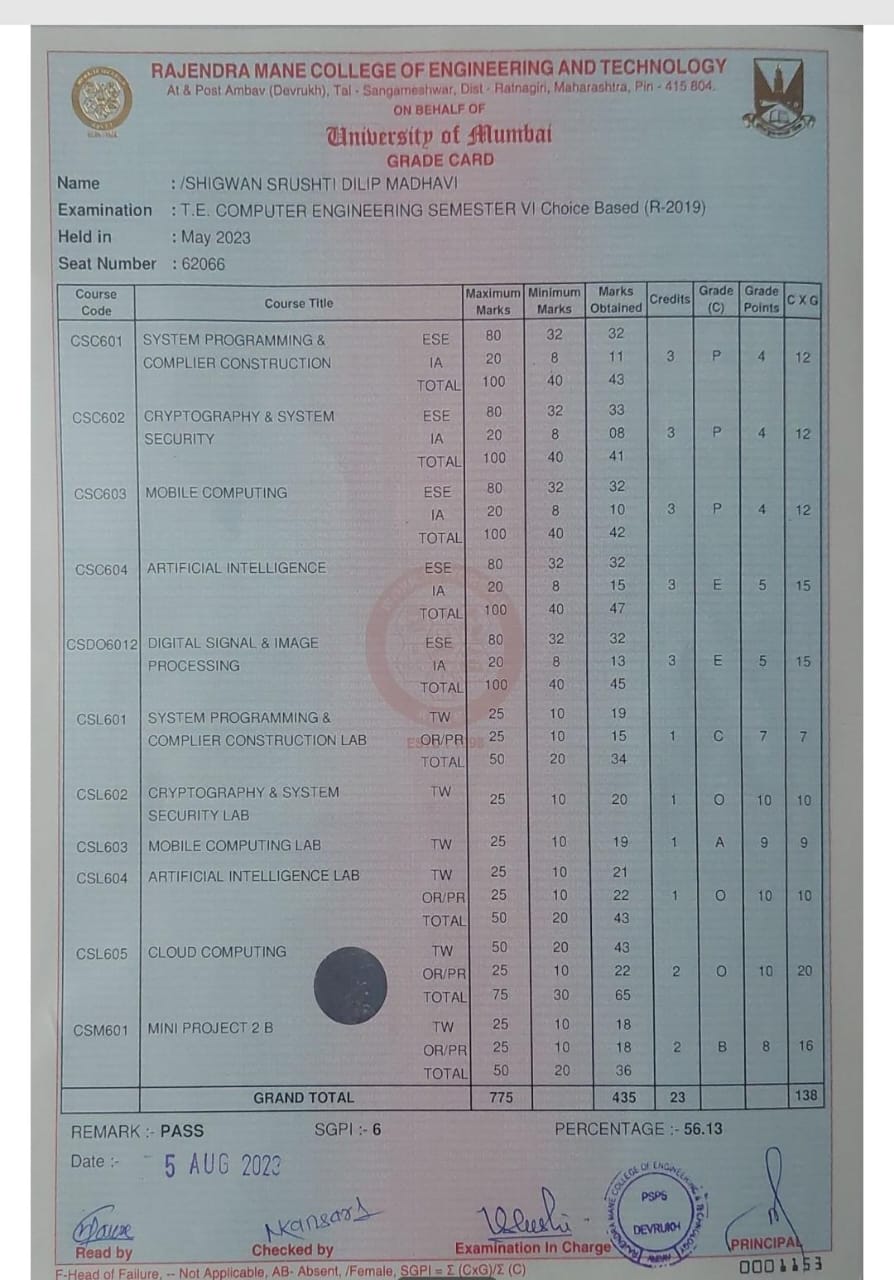 RAJENDRA MANE COLLEGE OF ENGINEERING AND TECHNOLOGY
At & Post Ambav (Devrukh), Tal - Sangameshwar, Dist - Ratnagiri, Maharashtra, Pin - 415 804.
ON BEHALF OF
University of Mumbai
GRADE CARD
Name : /SHIGWAN SRUSHTI DILIP MADHAVI
Examination : T.E. COMPUTER ENGINEERING SEMESTER VI Choice Based (R-2019)
Held in : May 2023
Seat Number : 62066
Course Code Course Title Maximum Marks Minimum Marks Marks Obtained Credits Grade (C) Grade Points C X G
CSC601 SYSTEM PROGRAMMING & ESE 80 32 32
COMPLIER CONSTRUCTION IA 20 8 11 3 P 4 12
TOTAL 100 40 43
CSC602 CRYPTOGRAPHY & SYSTEM ESE 80 32 33
SECURITY IA 20 8 08 3 P 4 12
TOTAL 100 40 41
CSC603 MOBILE COMPUTING ESE 80 32 32
IA 20 8 10 3 P 4 12
TOTAL 100 40 42
CSC604 ARTIFICIAL INTELLIGENCE ESE 80 32 32
IA 20 8 15 3 E 5 15
TOTAL 100 40 47
CSDO6012 DIGITAL SIGNAL & IMAGE ESE 80 32 32
PROCESSING IA 20 8 13 3 E 5 15
TOTAL 100 40 45
CSL601 SYSTEM PROGRAMMING & TW 25 10 19
COMPLIER CONSTRUCTION LAB OR/PR 25 10 15 1 C 7 7
TOTAL 50 20 34
CSL602 CRYPTOGRAPHY & SYSTEM TW 25 10 20 1 O 10 10
SECURITY LAB
CSL603 MOBILE COMPUTING LAB TW 25 10 19 1 A 9 9
CSL604 ARTIFICIAL INTELLIGENCE LAB TW 25 10 21
OR/PR 25 10 22 1 O 10 10
TOTAL 50 20 43
CSL605 CLOUD COMPUTING TW 50 20 43
OR/PR 25 10 22 2 O 10 20
TOTAL 75 30 65
CSM601 MINI PROJECT 2 B TW 25 10 18
OR/PR 25 10 18 2 B 8 16
TOTAL 50 20 36
GRAND TOTAL 775 435 23 138
REMARK :- PASS SGPI :- 6 PERCENTAGE :- 56.13
Date :- 5 AUG 2023
RAJENDRA MANE COLLEGE OF ENGINEERING & TECHNOLOGY
PSPS
DEVRUKH
Read by Checked by Examination In Charge PRINCIPAL
0001153
F-Head of Failure, -- Not Applicable, AB- Absent, /Female, SGPI = Σ (CxG)/Σ (C)